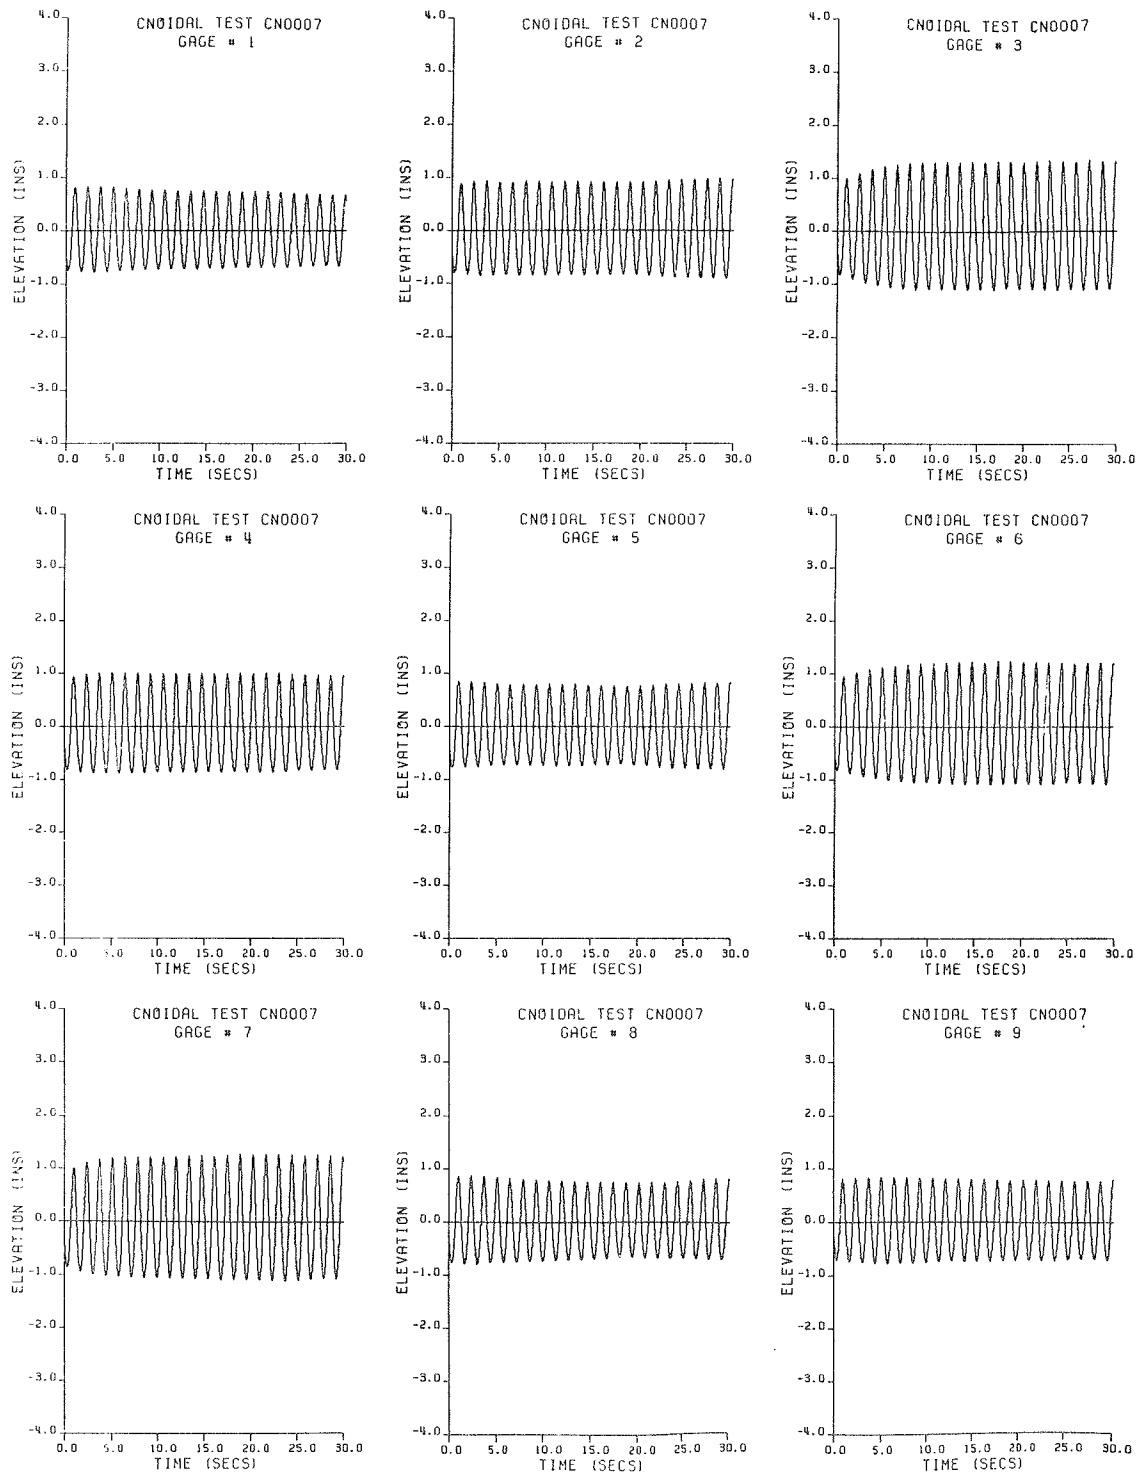 CNOIDAL TEST CN0007
GAGE # 1
4.0
3.0
2.0
1.0
0.0
-1.0
-2.0
-3.0
-4.0
ELEVATION (INS)
0.0 5.0 10.0 15.0 20.0 25.0 30.0
TIME (SECS)
CNOIDAL TEST CN0007
GAGE # 2
4.0
3.0
2.0
1.0
0.0
-1.0
-2.0
-3.0
-4.0
ELEVATION (INS)
0.0 5.0 10.0 15.0 20.0 25.0 30.0
TIME (SECS)
CNOIDAL TEST CN0007
GAGE # 3
4.0
3.0
2.0
1.0
0.0
-1.0
-2.0
-3.0
-4.0
ELEVATION (INS)
0.0 5.0 10.0 15.0 20.0 25.0 30.0
TIME (SECS)
CNOIDAL TEST CN0007
GAGE # 4
4.0
3.0
2.0
1.0
0.0
-1.0
-2.0
-3.0
-4.0
ELEVATION (INS)
0.0 5.0 10.0 15.0 20.0 25.0 30.0
TIME (SECS)
CNOIDAL TEST CN0007
GAGE # 5
4.0
3.0
2.0
1.0
0.0
-1.0
-2.0
-3.0
-4.0
ELEVATION (INS)
0.0 5.0 10.0 15.0 20.0 25.0 30.0
TIME (SECS)
CNOIDAL TEST CN0007
GAGE # 6
4.0
3.0
2.0
1.0
0.0
-1.0
-2.0
-3.0
-4.0
ELEVATION (INS)
0.0 5.0 10.0 15.0 20.0 25.0 30.0
TIME (SECS)
CNOIDAL TEST CN0007
GAGE # 7
4.0
3.0
2.0
1.0
0.0
-1.0
-2.0
-3.0
-4.0
ELEVATION (INS)
0.0 5.0 10.0 15.0 20.0 25.0 30.0
TIME (SECS)
CNOIDAL TEST CN0007
GAGE # 8
4.0
3.0
2.0
1.0
0.0
-1.0
-2.0
-3.0
-4.0
ELEVATION (INS)
0.0 5.0 10.0 15.0 20.0 25.0 30.0
TIME (SECS)
CNOIDAL TEST CN0007
GAGE # 9
4.0
3.0
2.0
1.0
0.0
-1.0
-2.0
-3.0
-4.0
ELEVATION (INS)
0.0 5.0 10.0 15.0 20.0 25.0 30.0
TIME (SECS)